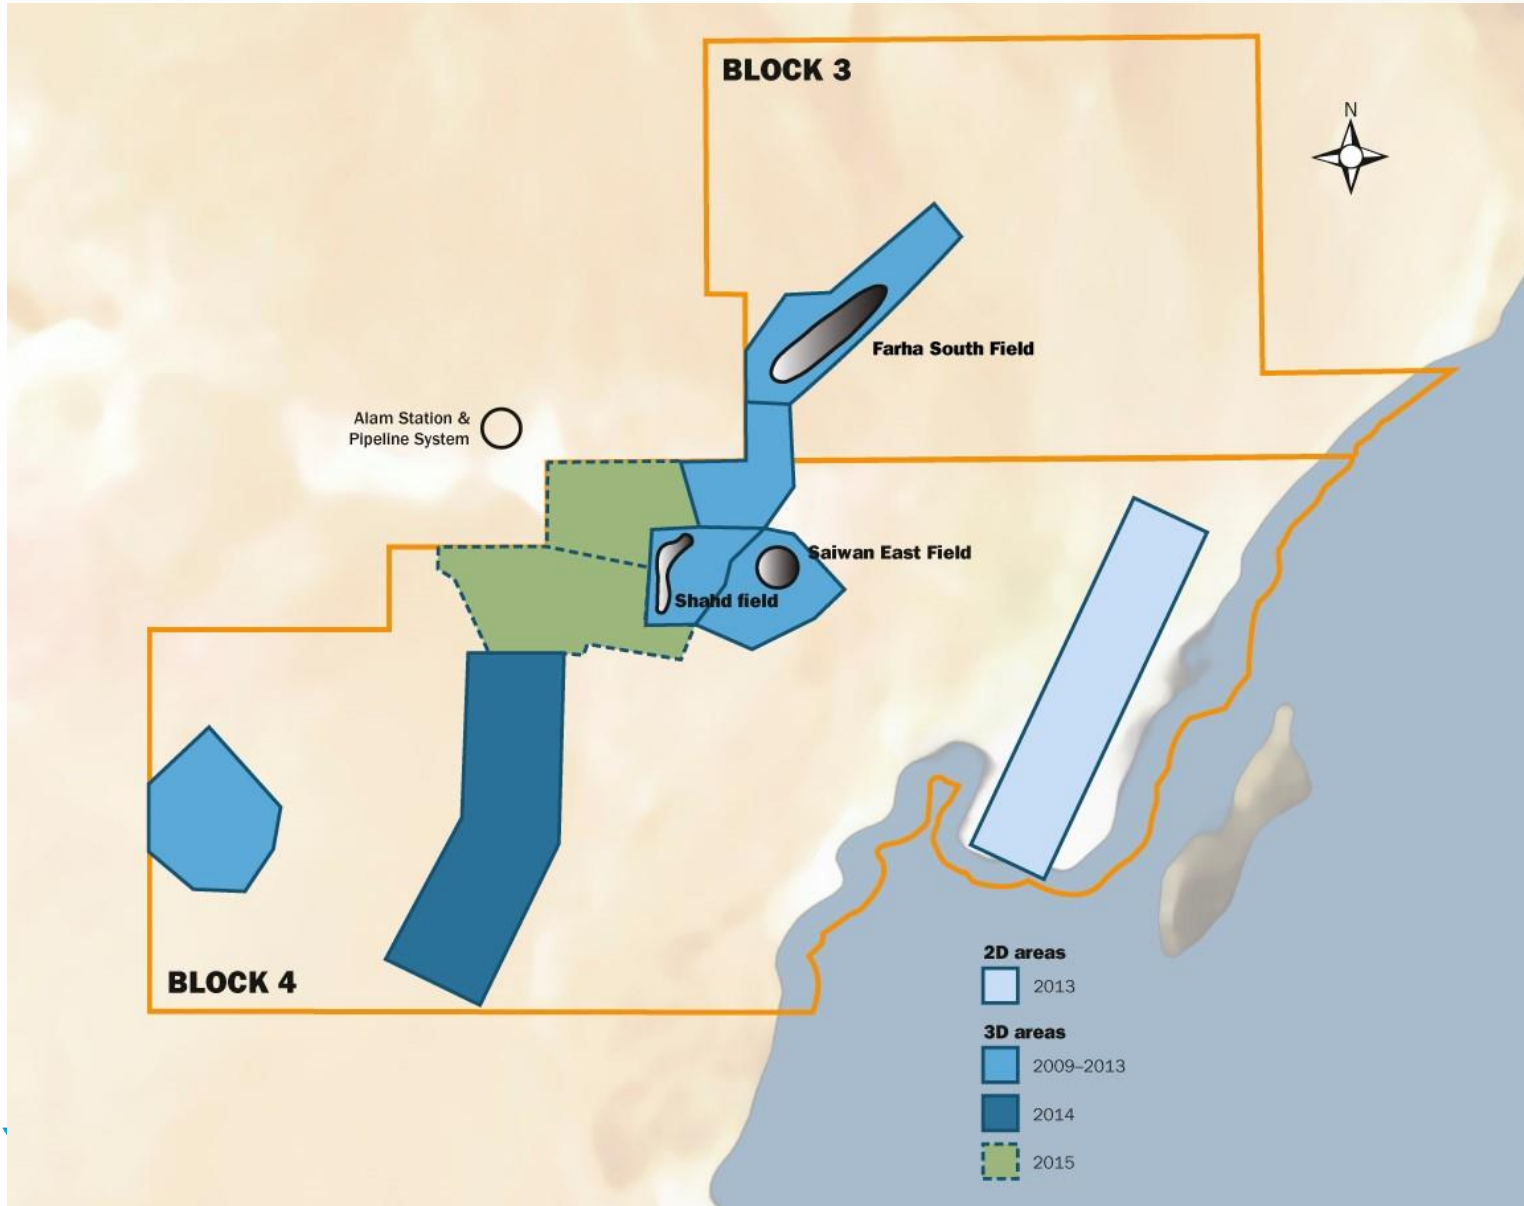 BLOCK 3
N
Farha South Field
Alam Station &
Pipeline System
Saiwan East Field
Shahd field
BLOCK 4
2D areas
2013
3D areas
2009–2013
2014
2015